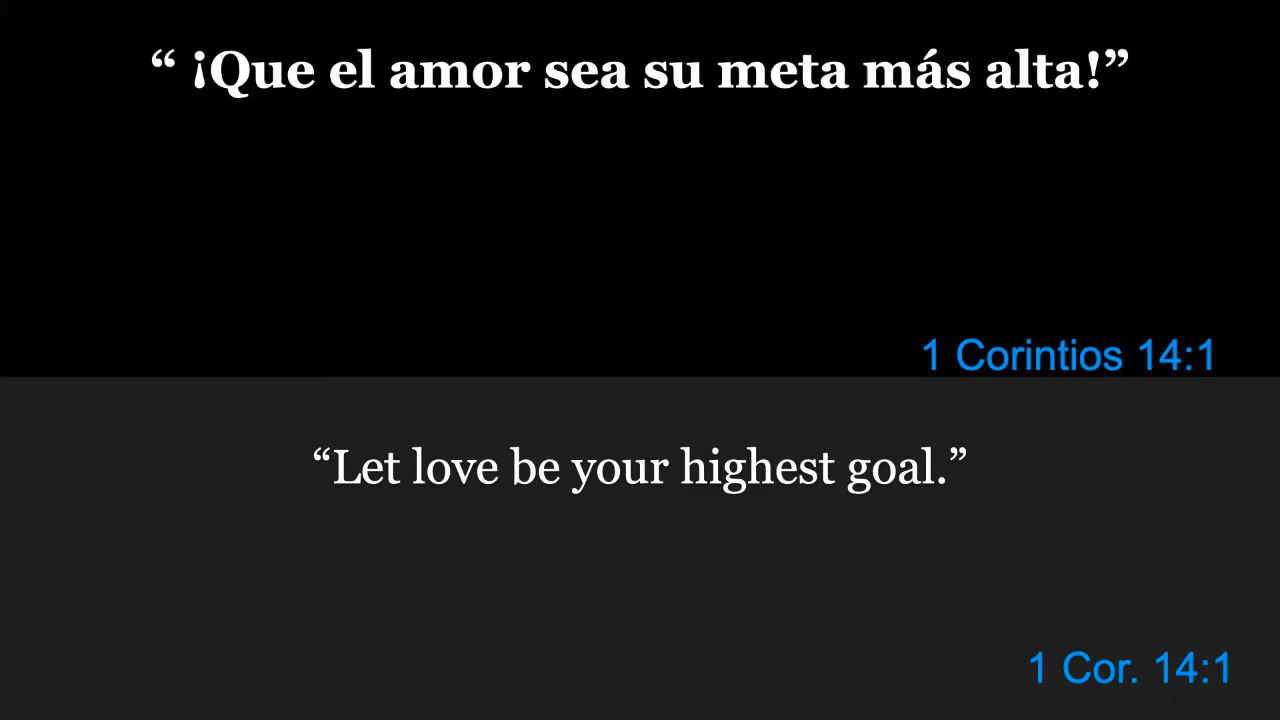 “ ¡Que el amor sea su meta más alta!”
1 Corintios 14:1
“Let love be your highest goal.”
1 Cor. 14:1